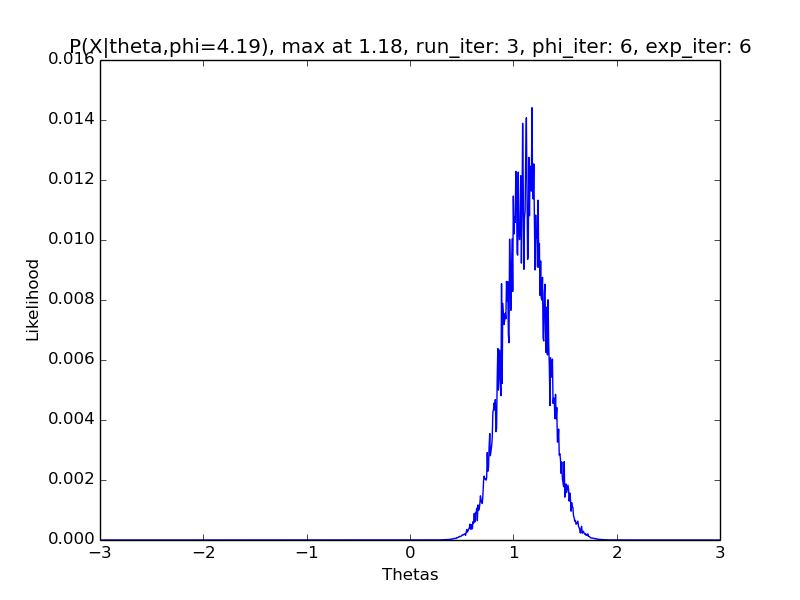 P(X|theta,phi=4.19), max at 1.18, run_iter: 3, phi_iter: 6, exp_iter: 6
0.016
0.014
0.012
0.010
0.008
0.006
0.004
0.002
0.000
Likelihood
−3 −2 −1 0 1 2 3
Thetas